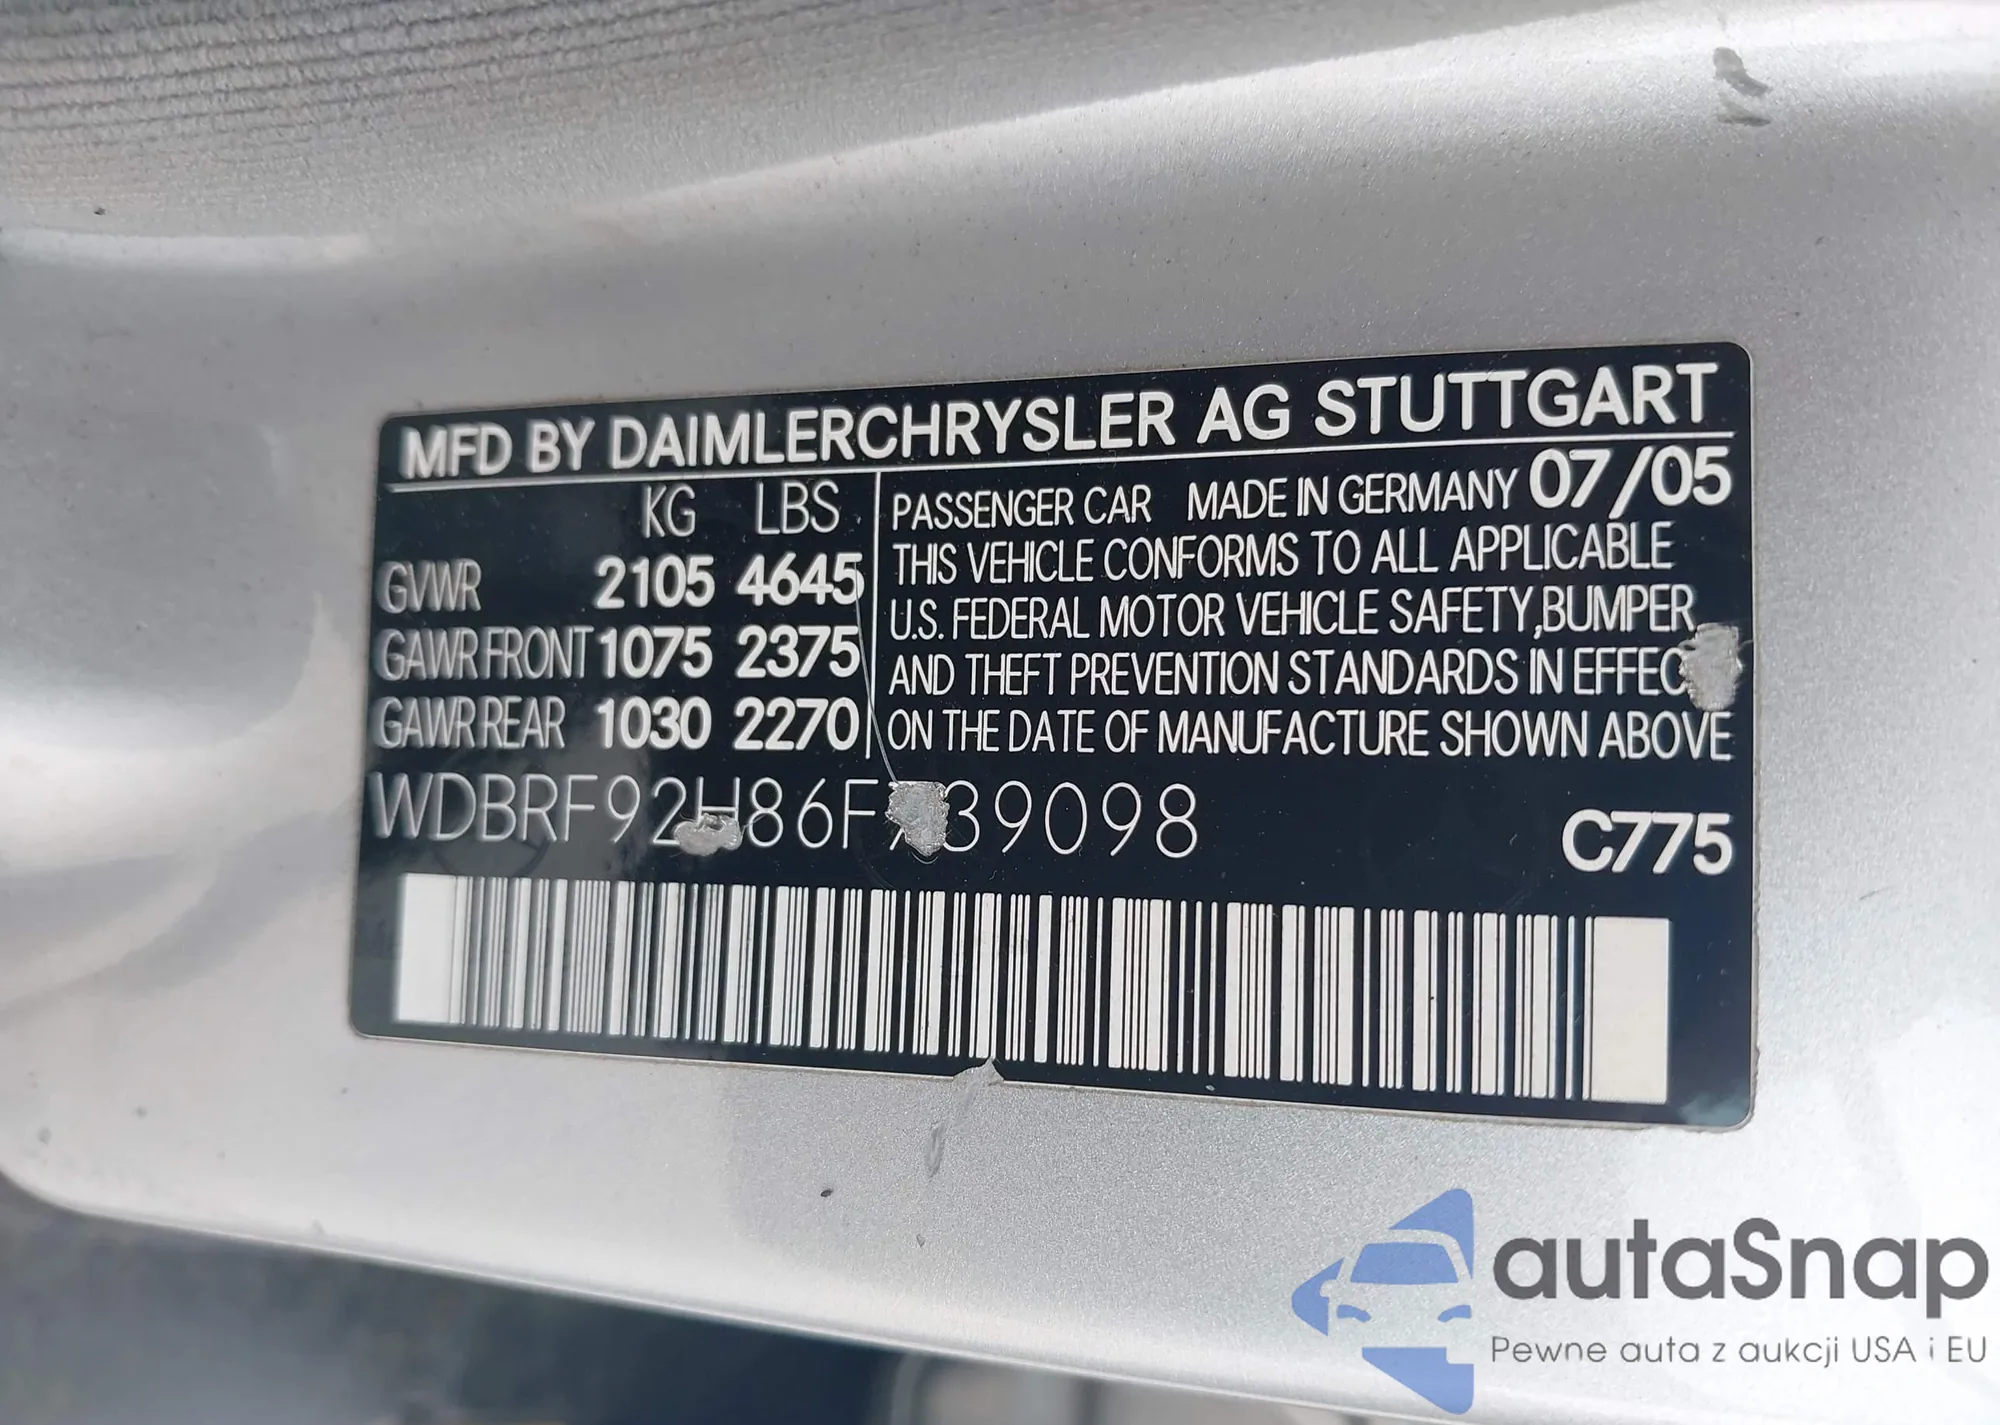 MFD BY DAIMLERCHRYSLER AG STUTTGART
KG LBS
GVWR 2105 4645
GAWR FRONT 1075 2375
GAWR REAR 1030 2270
PASSENGER CAR MADE IN GERMANY 07/05
THIS VEHICLE CONFORMS TO ALL APPLICABLE
U.S. FEDERAL MOTOR VEHICLE SAFETY,BUMPER
AND THEFT PREVENTION STANDARDS IN EFFECT
ON THE DATE OF MANUFACTURE SHOWN ABOVE
C775
autaSnap
Pewne auta z aukcji USA i EU